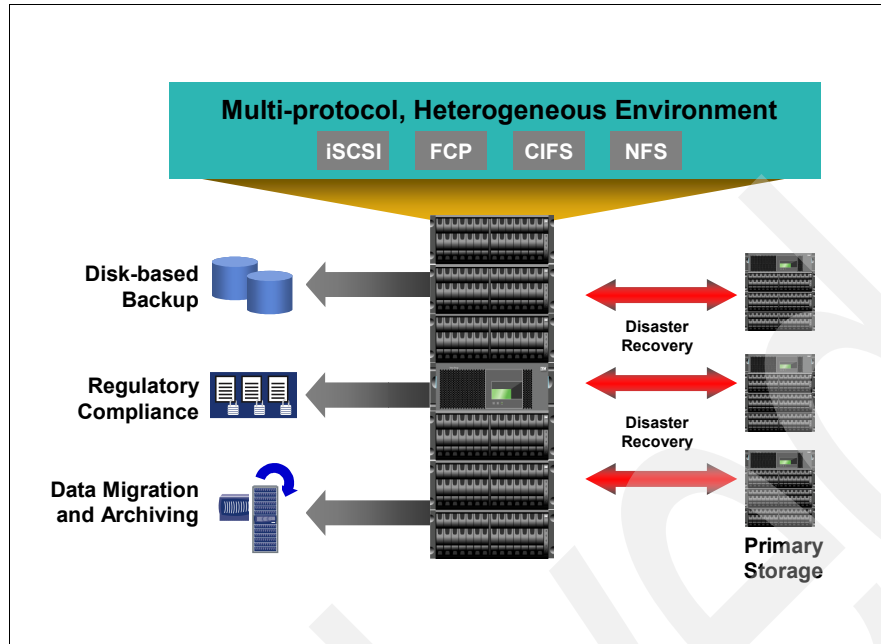 Multi-protocol, Heterogeneous Environment
iSCSI
FCP
CIFS
NFS
Disk-based
Backup
Disaster
Recovery
Regulatory
Compliance
Disaster
Recovery
Data Migration
and Archiving
Primary
Storage